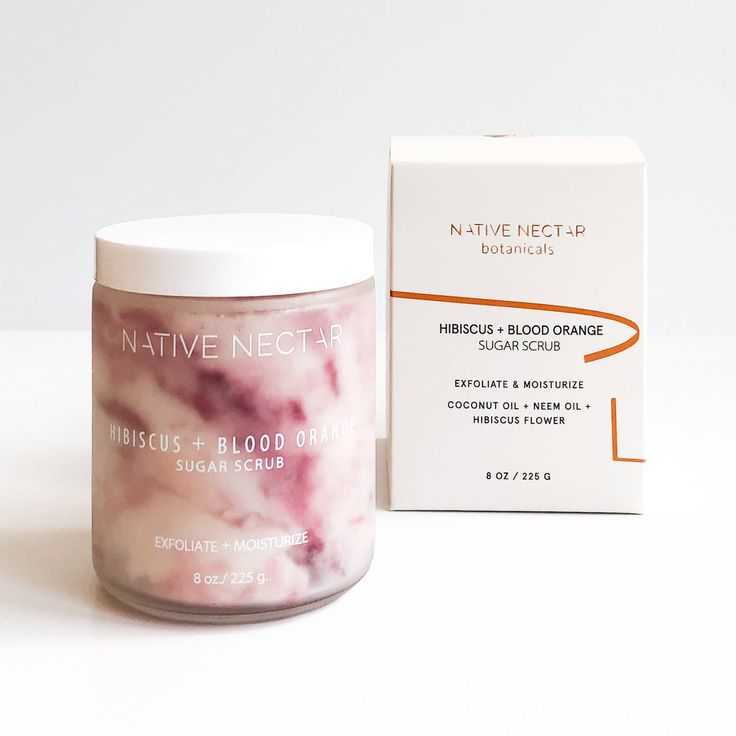 NATIVE NECTAR
HIBISCUS + BLOOD ORANGE
SUGAR SCRUB
EXFOLIATE + MOISTURIZE
8 oz./ 225 g.
NATIVE NECTAR
botanicals
HIBISCUS + BLOOD ORANGE
SUGAR SCRUB
EXFOLIATE & MOISTURIZE
COCONUT OIL + NEEM OIL +
HIBISCUS FLOWER
8 OZ / 225 G